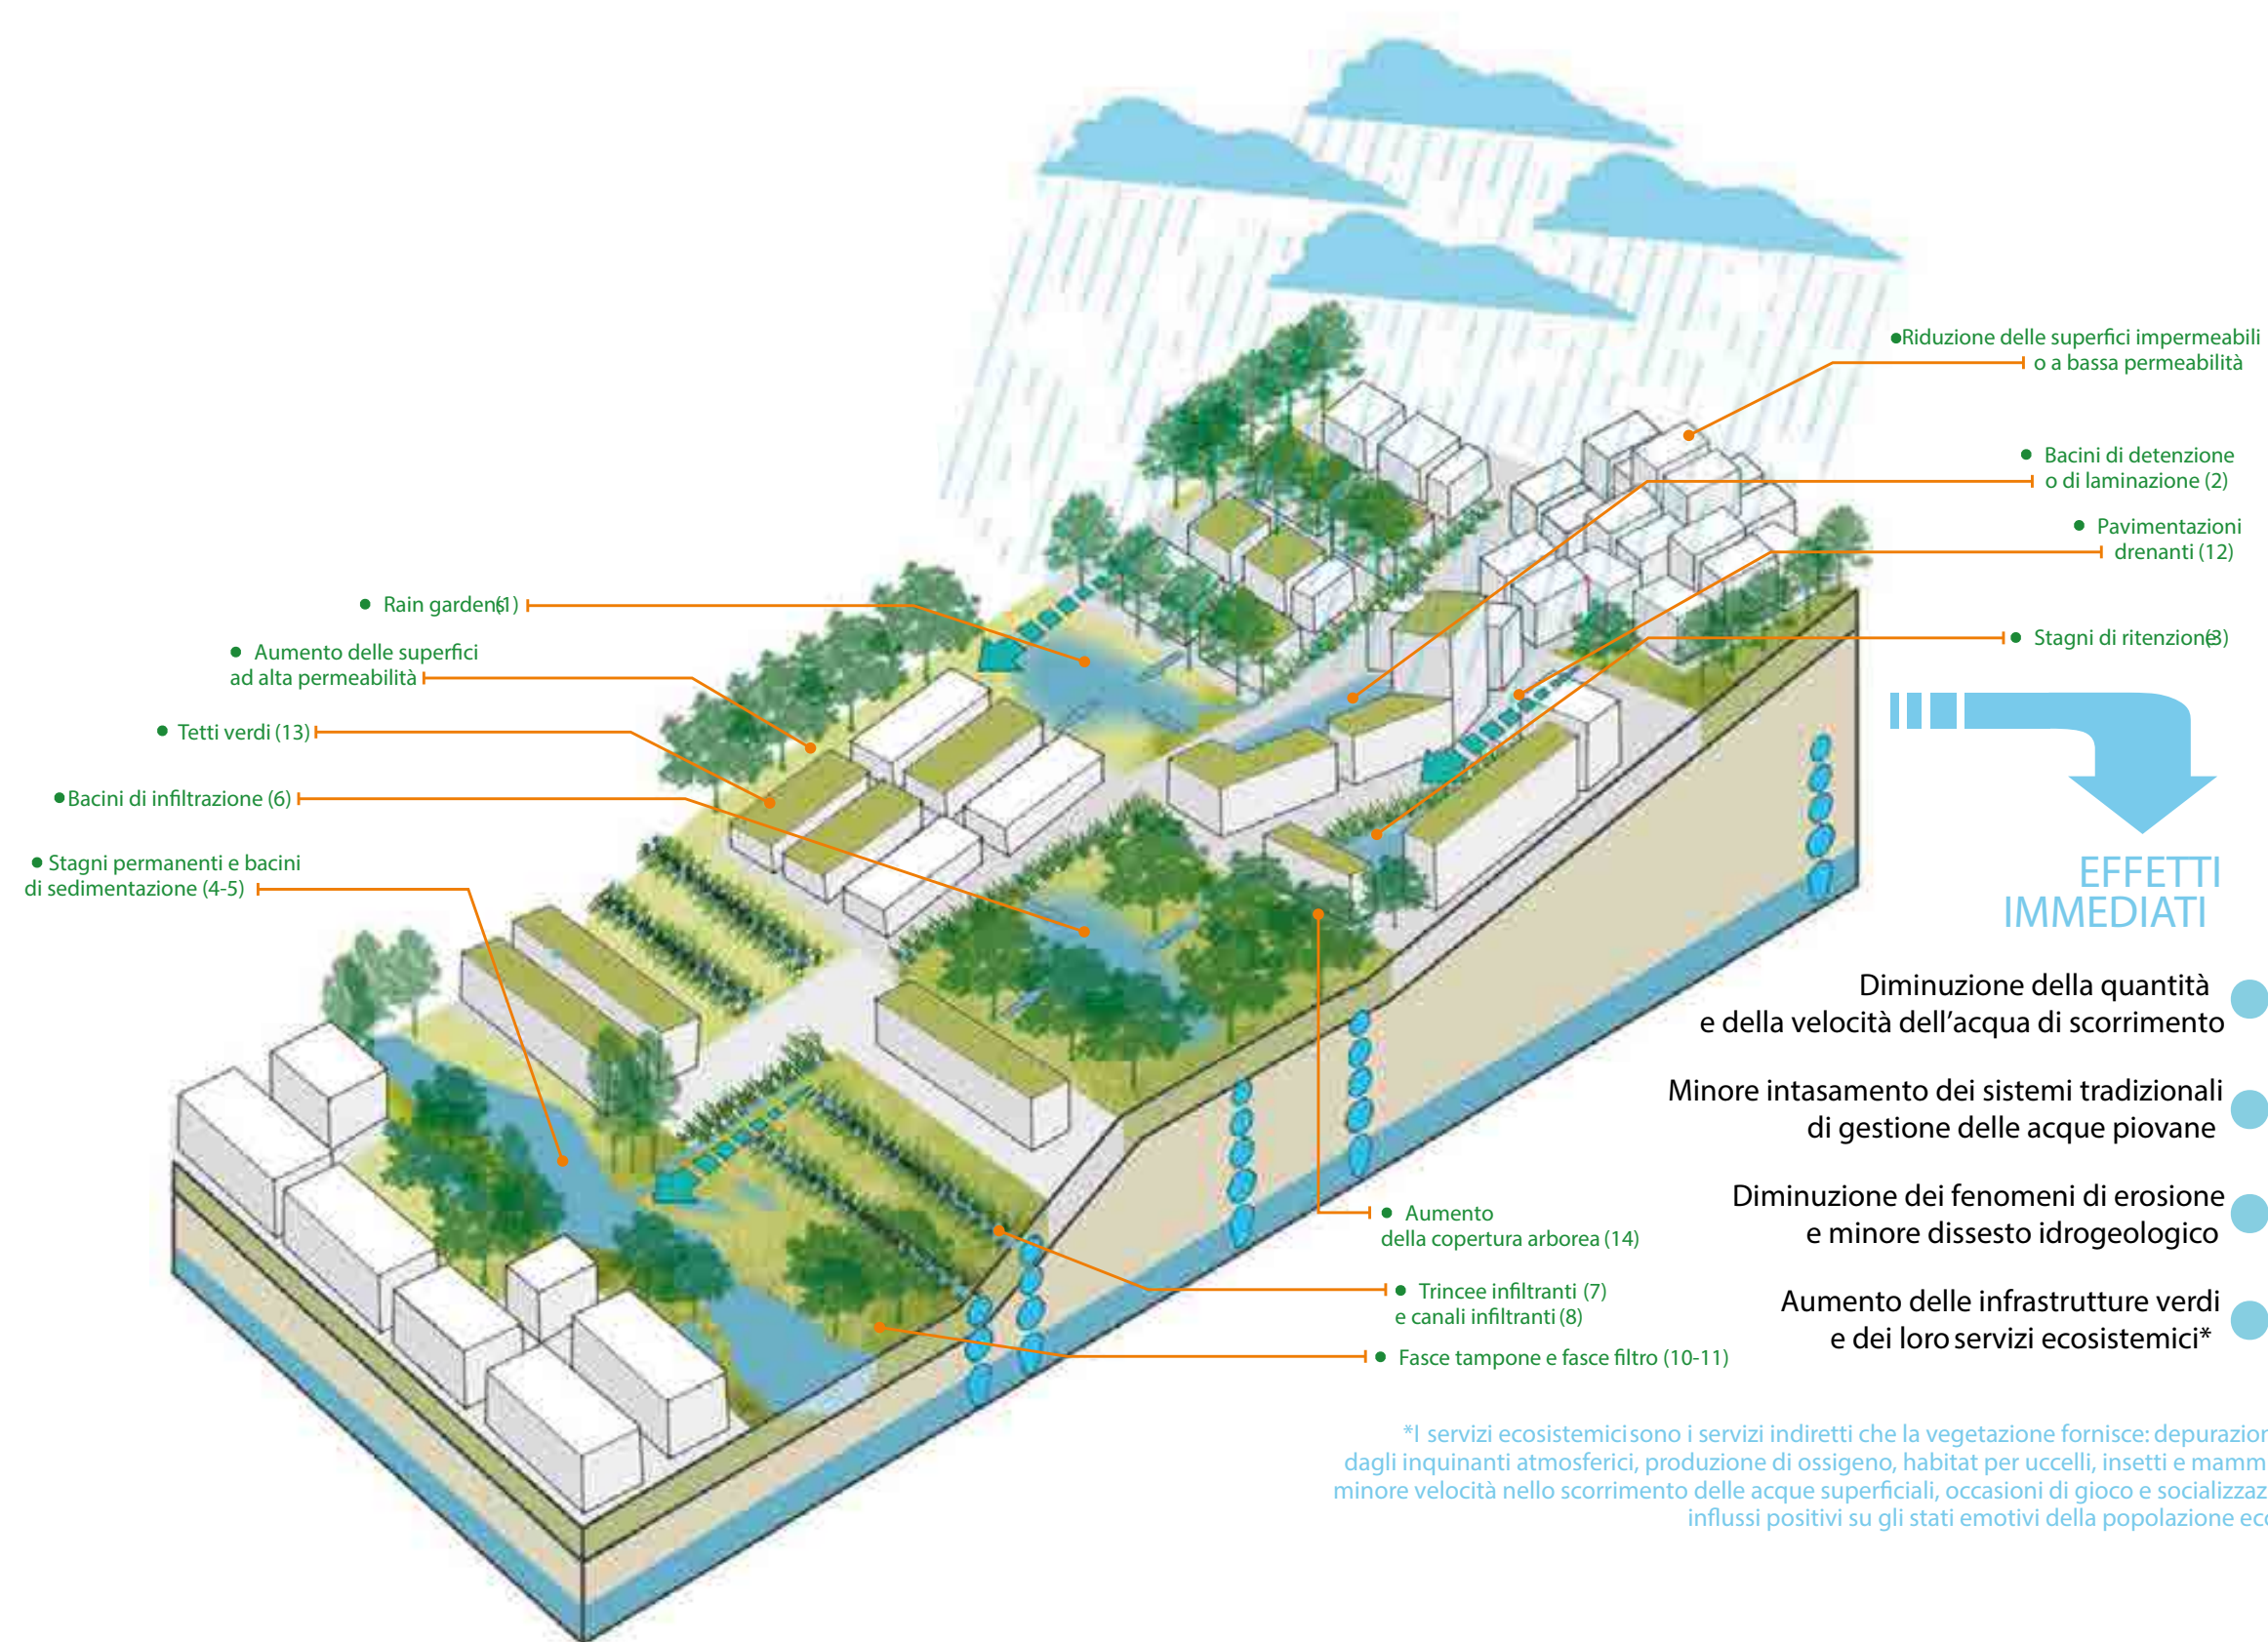 ●Riduzione delle superfici impermeabili
o a bassa permeabilità
● Bacini di detenzione
o di laminazione (2)
● Pavimentazioni
drenanti (12)
● Stagni di ritenzione(3)
● Rain gardens(1)
● Aumento delle superfici
ad alta permeabilità
● Tetti verdi (13)
●Bacini di infiltrazione (6)
● Stagni permanenti e bacini
di sedimentazione (4-5)
● Aumento
della copertura arborea (14)
● Trincee infiltranti (7)
e canali infiltranti (8)
● Fasce tampone e fasce filtro (10-11)
EFFETTI
IMMEDIATI
Diminuzione della quantità
e della velocità dell’acqua di scorrimento
Minore intasamento dei sistemi tradizionali
di gestione delle acque piovane
Diminuzione dei fenomeni di erosione
e minore dissesto idrogeologico
Aumento delle infrastrutture verdi
e dei loro servizi ecosistemici*
*I servizi ecosistemici sono i servizi indiretti che la vegetazione fornisce: depurazion
dagli inquinanti atmosferici, produzione di ossigeno, habitat per uccelli, insetti e mamm
minore velocità nello scorrimento delle acque superficiali, occasioni di gioco e socializzaz
influssi positivi su gli stati emotivi della popolazione ecc